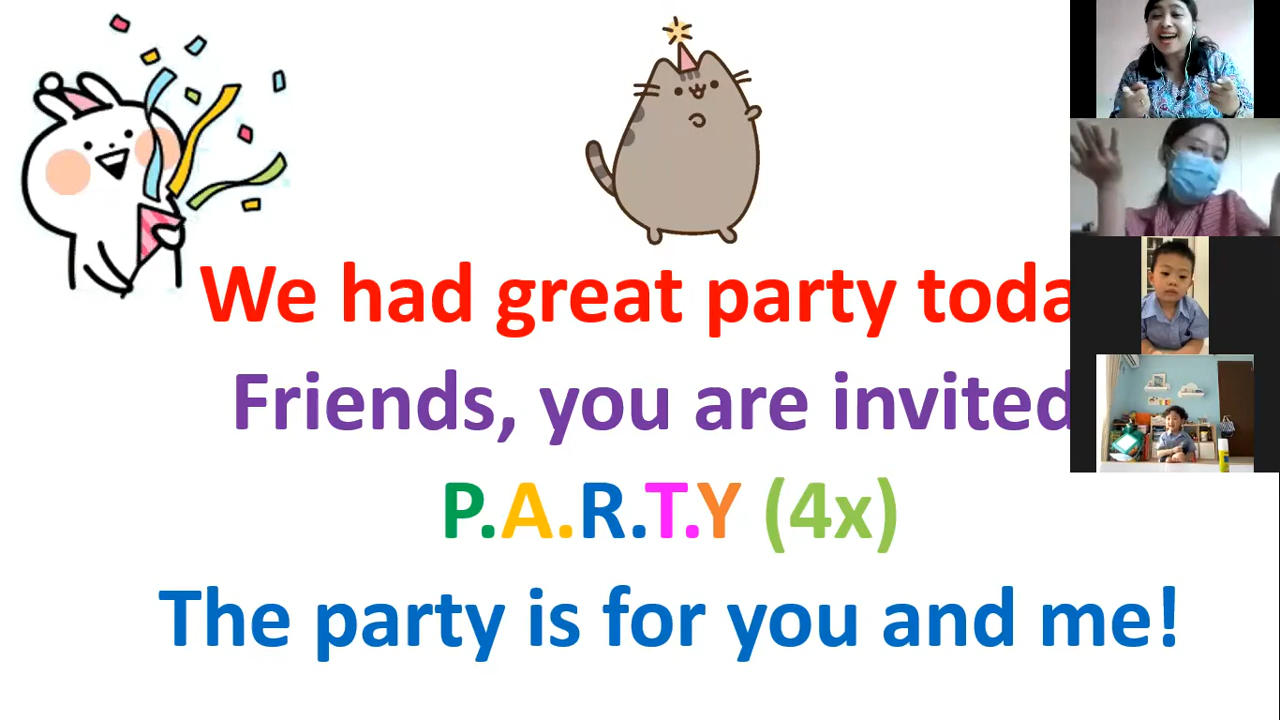 We had great party toda
Friends, you are invited
P.A.R.T.Y (4x)
The party is for you and me!